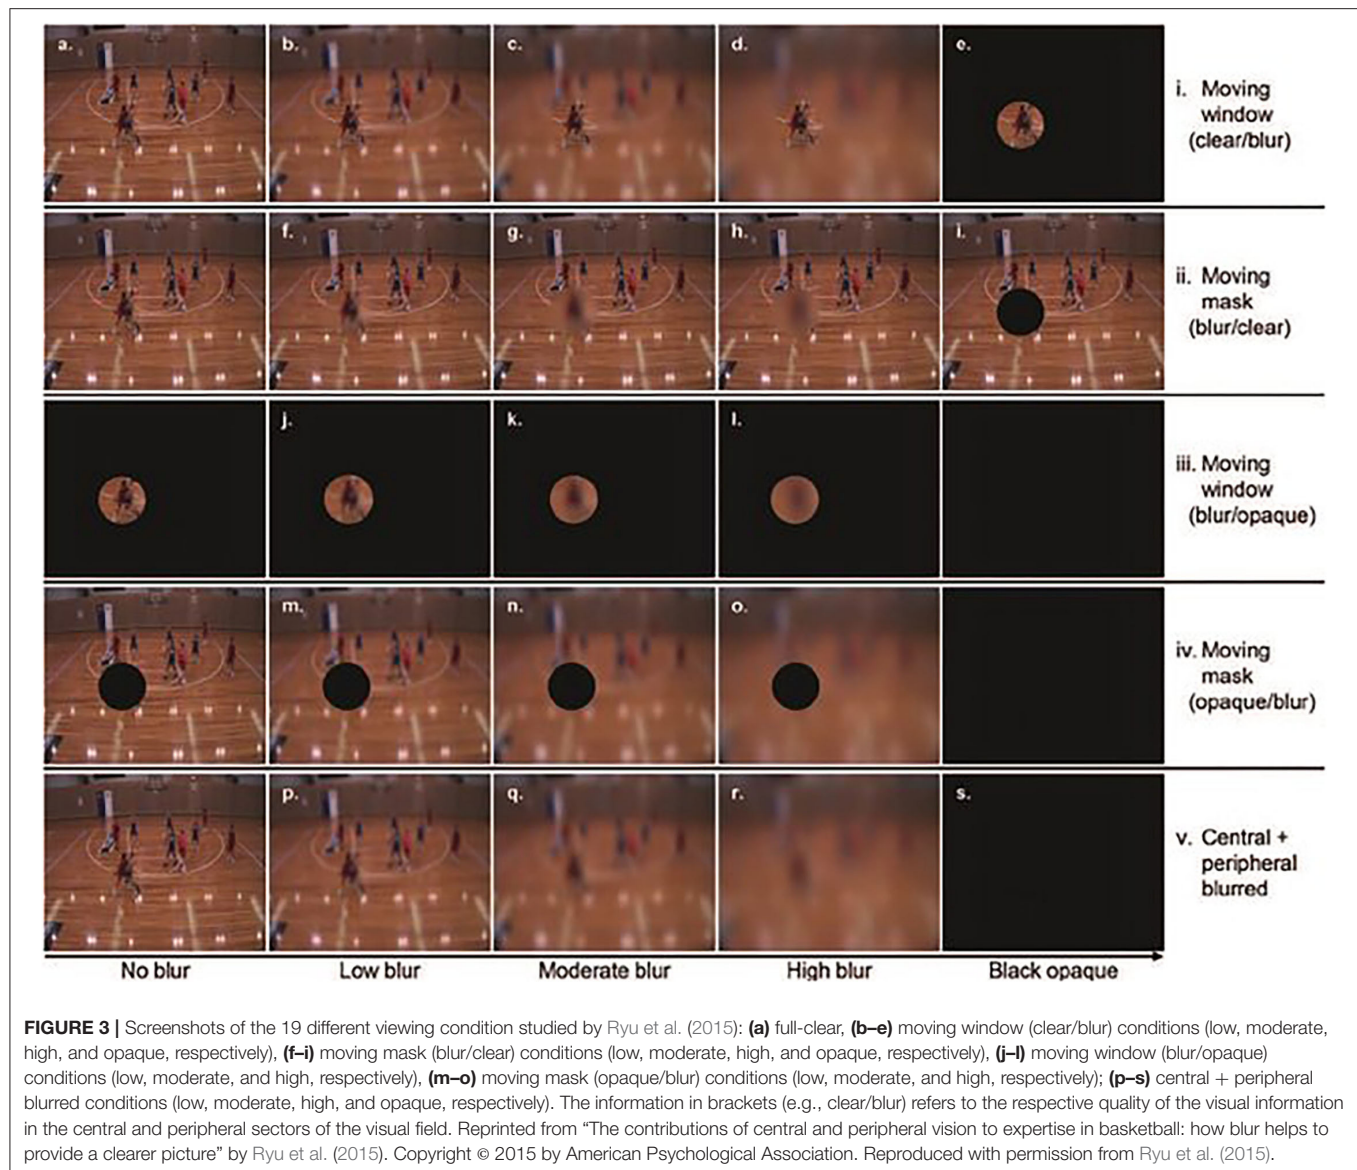 a. b. c. d. e.
i. Moving
window
(clear/blur)
f. g. h. i.
ii. Moving
mask
(blur/clear)
j. k. l.
iii. Moving
window
(blur/opaque)
m. n. o.
iv. Moving
mask
(opaque/blur)
p. q. r. s.
v. Central +
peripheral
blurred
No blur Low blur Moderate blur High blur Black opaque
FIGURE 3 | Screenshots of the 19 different viewing condition studied by Ryu et al. (2015): (a) full-clear, (b–e) moving window (clear/blur) conditions (low, moderate,
high, and opaque, respectively), (f–i) moving mask (blur/clear) conditions (low, moderate, high, and opaque, respectively), (j–l) moving window (blur/opaque)
conditions (low, moderate, and high, respectively), (m–o) moving mask (opaque/blur) conditions (low, moderate, and high, respectively); (p–s) central + peripheral
blurred conditions (low, moderate, high, and opaque, respectively). The information in brackets (e.g., clear/blur) refers to the respective quality of the visual information
in the central and peripheral sectors of the visual field. Reprinted from “The contributions of central and peripheral vision to expertise in basketball: how blur helps to
provide a clearer picture” by Ryu et al. (2015). Copyright © 2015 by American Psychological Association. Reproduced with permission from Ryu et al. (2015).